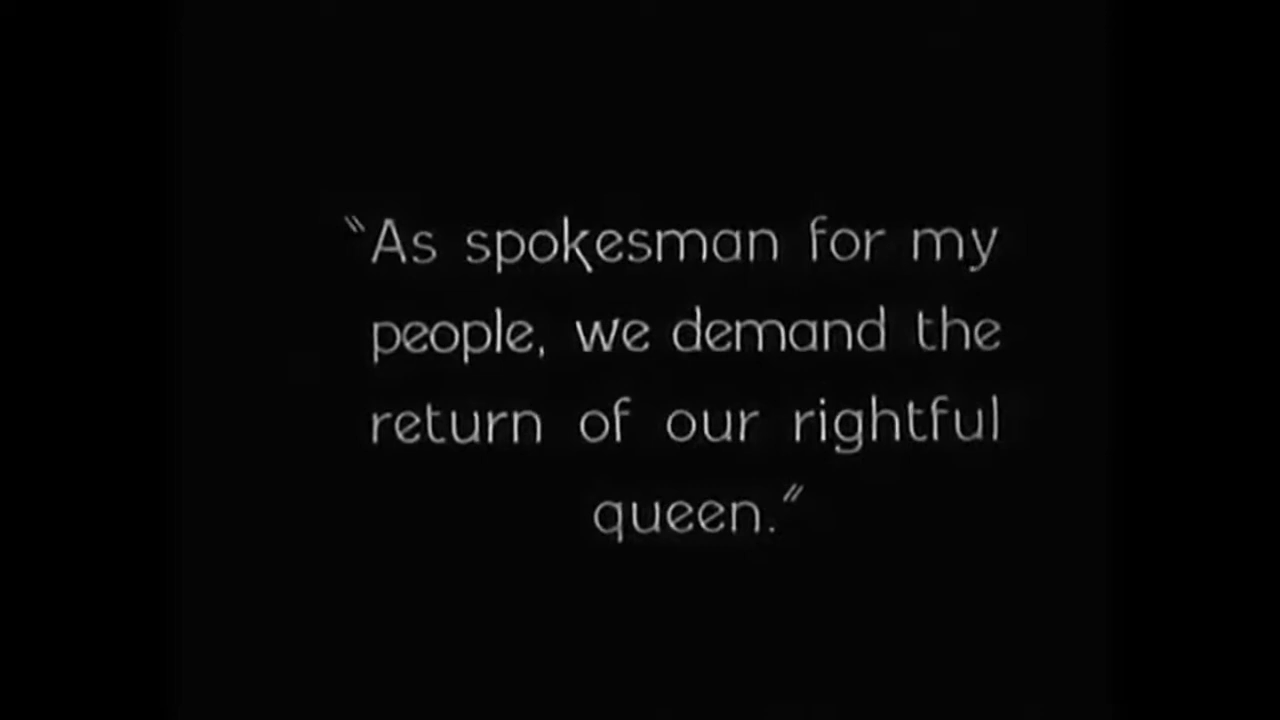 "As spokesman for my
people, we demand the
return of our rightful
queen."